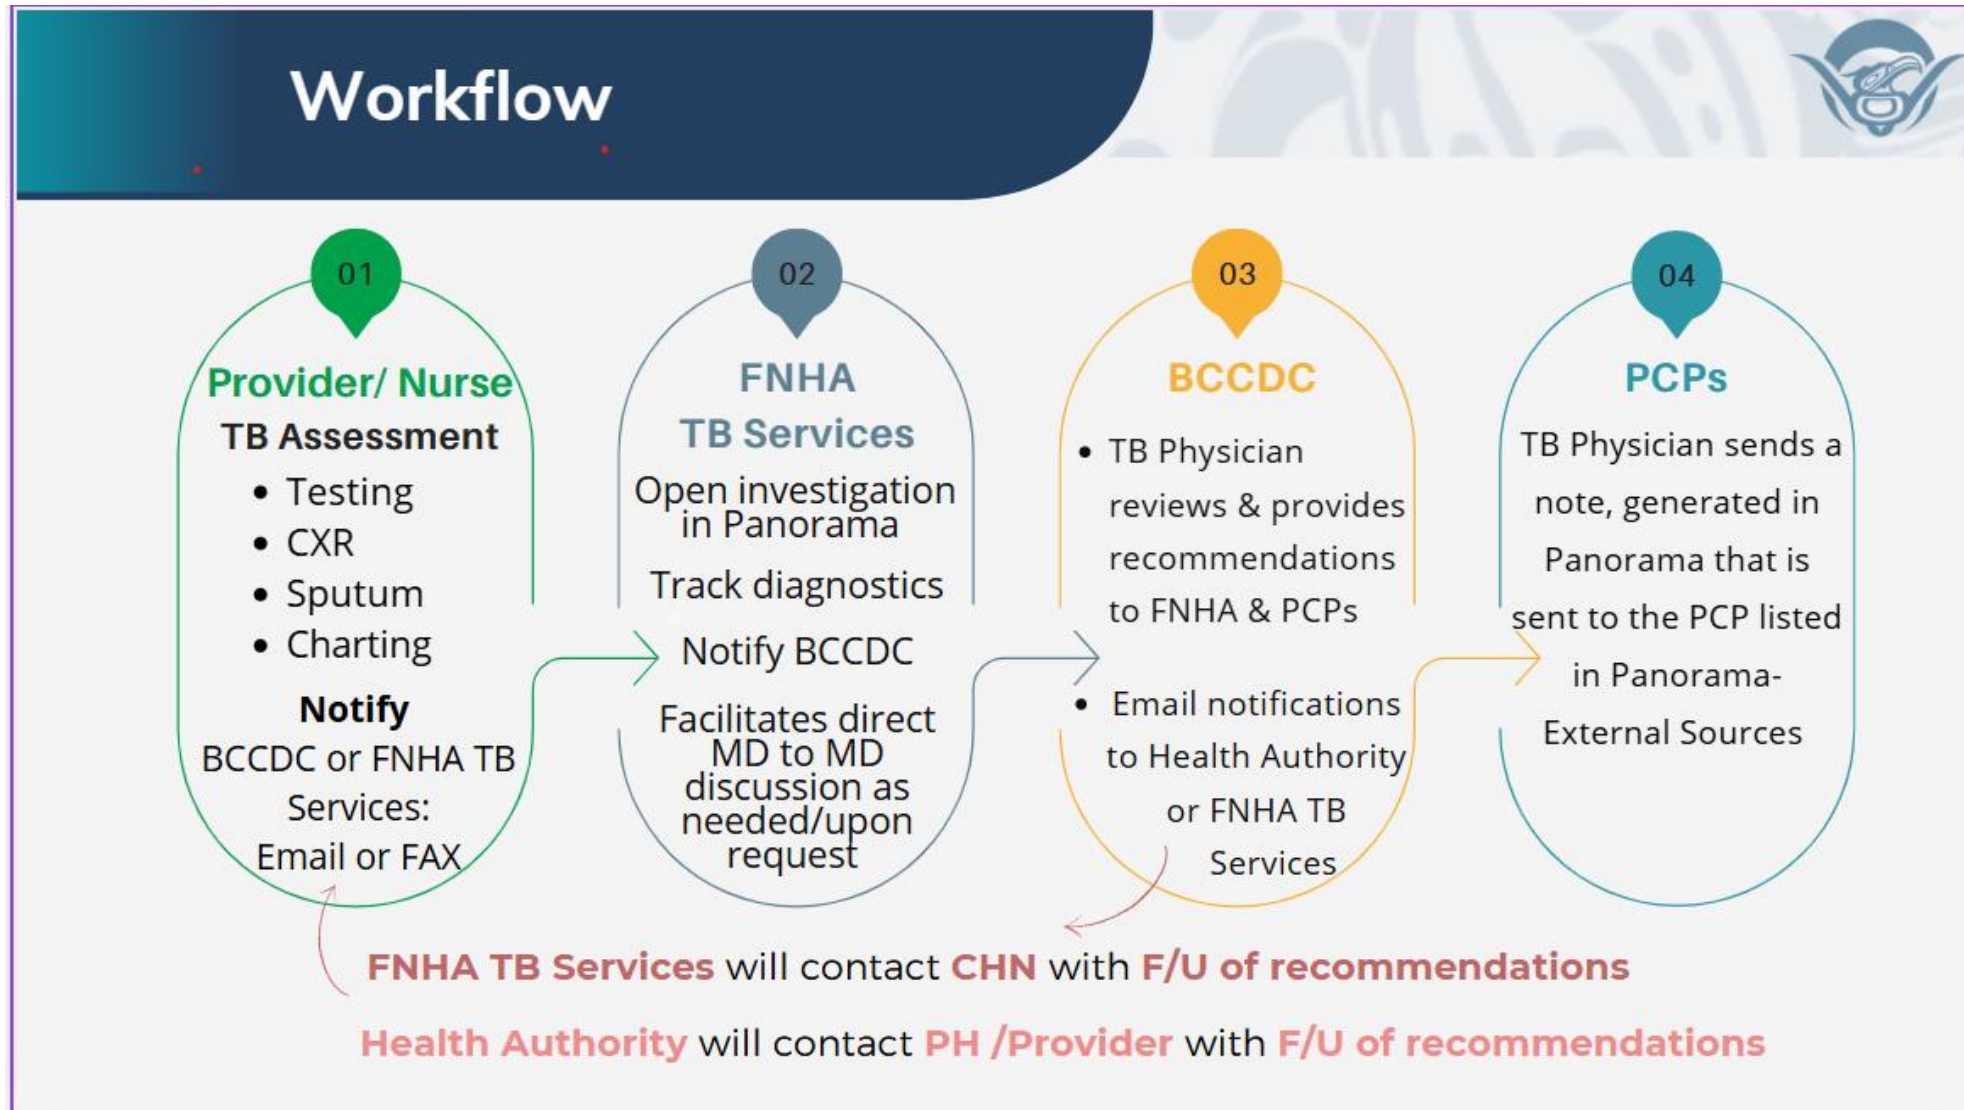 Workflow
01
Provider/ Nurse
TB Assessment
• Testing
• CXR
• Sputum
• Charting
Notify
BCCDC or FNHA TB
Services:
Email or FAX
02
FNHA
TB Services
Open investigation
in Panorama
Track diagnostics
Notify BCCDC
Facilitates direct
MD to MD
discussion as
needed/upon
request
03
BCCDC
• TB Physician
reviews & provides
recommendations
to FNHA & PCPs
• Email notifications
to Health Authority
or FNHA TB
Services
04
PCPs
TB Physician sends a
note, generated in
Panorama that is
sent to the PCP listed
in Panorama-
External Sources
FNHA TB Services will contact CHN with F/U of recommendations
Health Authority will contact PH /Provider with F/U of recommendations